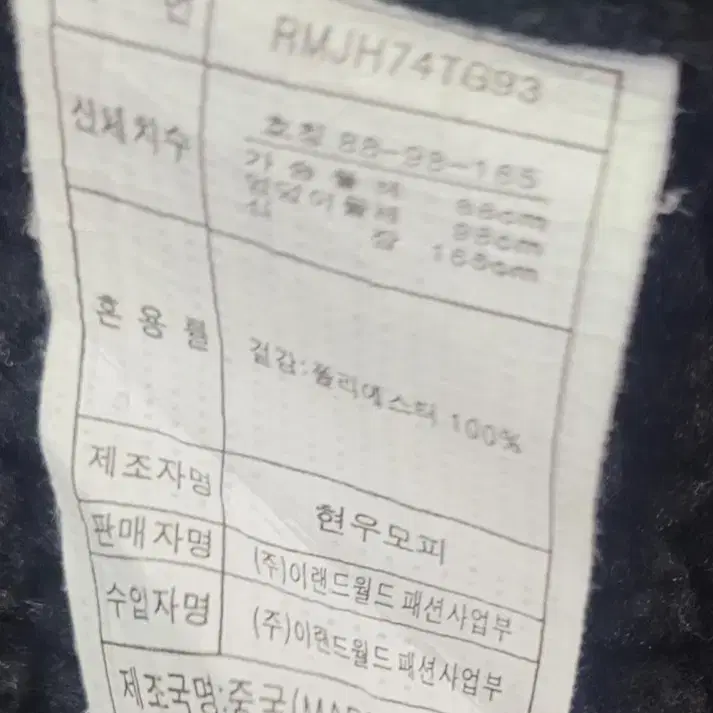 번 RMJH74TG93
신체치수 호칭 88-98-165
가슴둘레 88cm
엉덩이둘레 98cm
신장 165cm
혼용률 겉감:폴리에스터 100%
제조자명 현우모피
판매자명 (주)이랜드월드 패션사업부
수입자명 (주)이랜드월드 패션사업부
제조국명:중국(MADE